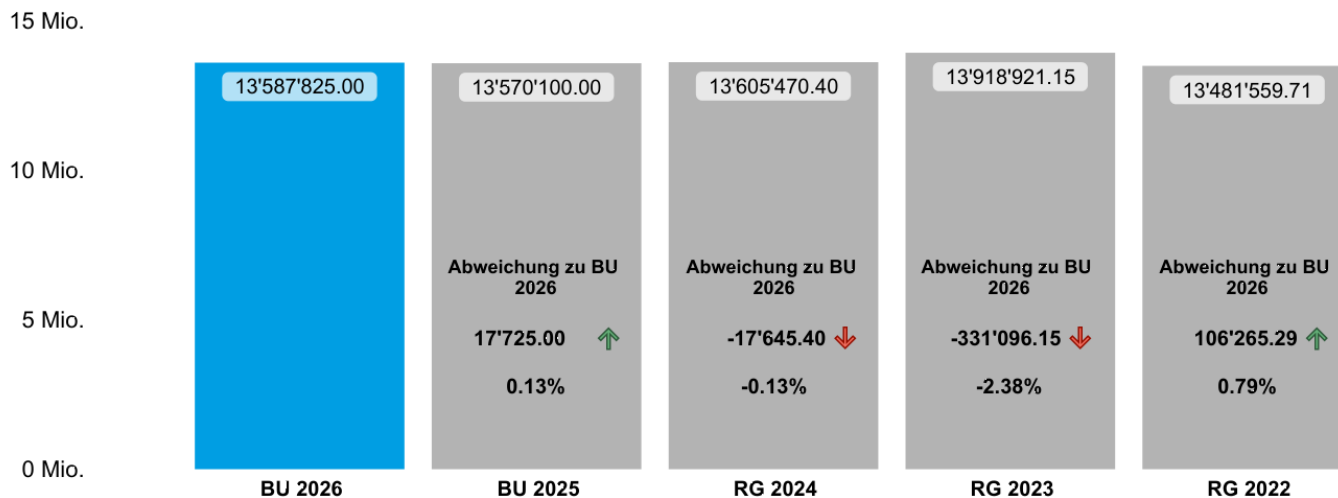 15 Mio.
13'587'825.00
13'570'100.00
13'605'470.40
13'918'921.15
13'481'559.71
10 Mio.
Abweichung zu BU
2026
Abweichung zu BU
2026
Abweichung zu BU
2026
Abweichung zu BU
2026
5 Mio.
17'725.00
-17'645.40
-331'096.15
106'265.29
0.13%
-0.13%
-2.38%
0.79%
0 Mio.
BU 2026
BU 2025
RG 2024
RG 2023
RG 2022